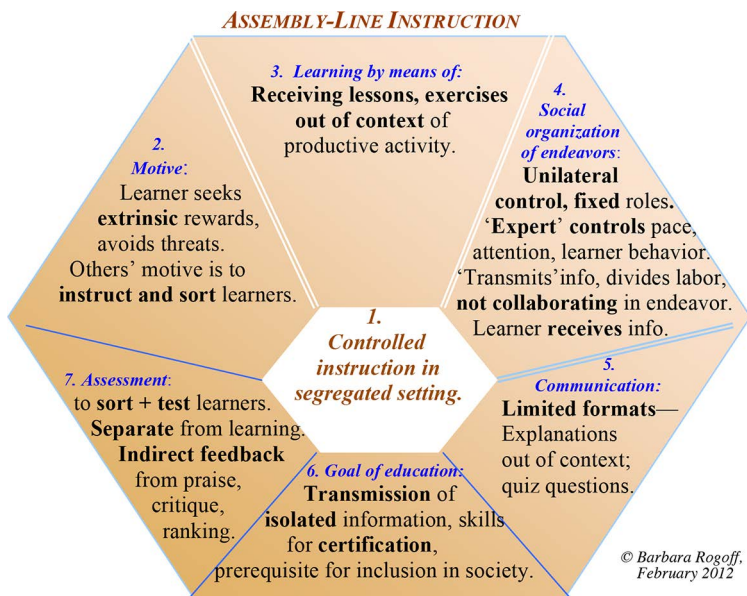 ASSEMBLY-LINE INSTRUCTION
1.
Controlled
instruction in
segregated setting.
2.
Motive:
Learner seeks
extrinsic rewards,
avoids threats.
Others’ motive is to
instruct and sort learners.
3. Learning by means of:
Receiving lessons, exercises
out of context of
productive activity.
4.
Social
organization
of endeavors:
Unilateral
control, fixed roles.
‘Expert’ controls pace,
attention, learner behavior.
‘Transmits’info, divides labor,
not collaborating in endeavor.
Learner receives info.
5.
Communication:
Limited formats—
Explanations
out of context;
quiz questions.
6. Goal of education:
Transmission of
isolated information, skills
for certification,
prerequisite for inclusion in society.
7. Assessment:
to sort + test learners.
Separate from learning.
Indirect feedback
from praise,
critique,
ranking.
© Barbara Rogoff,
February 2012